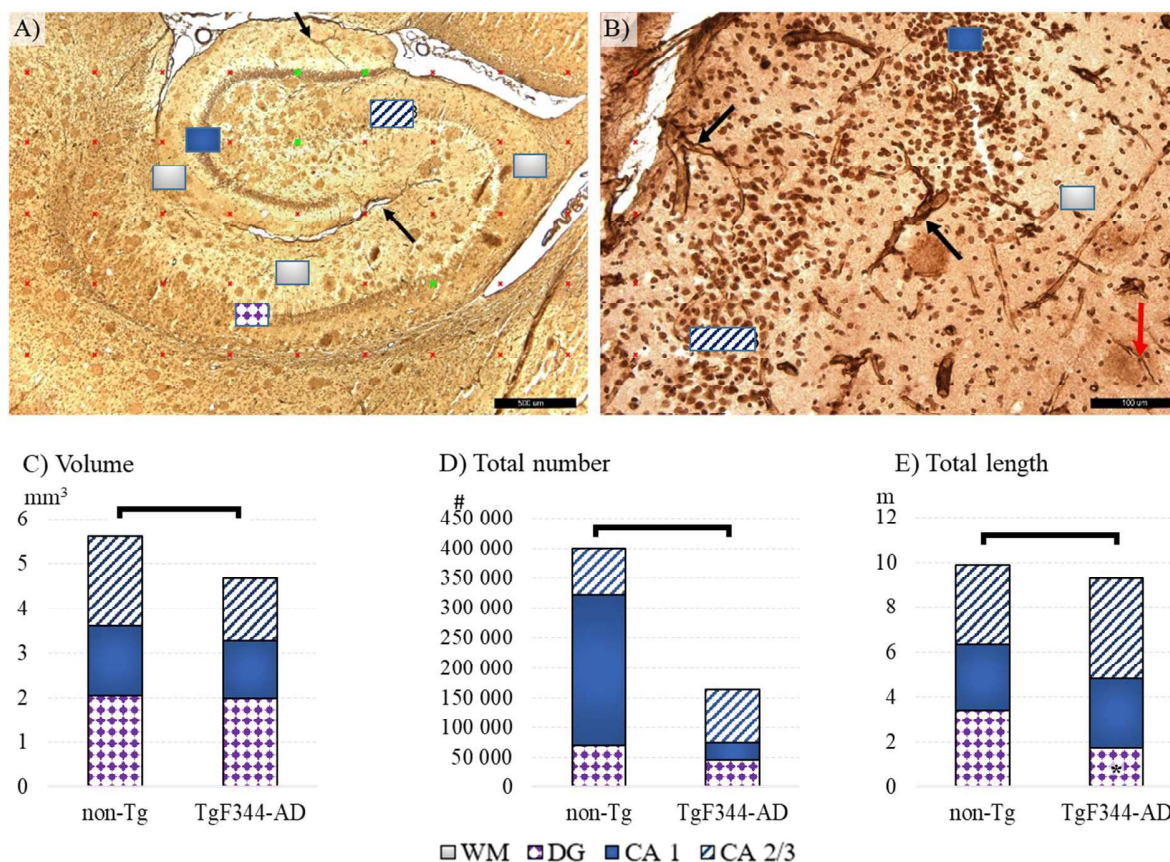 A)
B)
500 um
100 um
C) Volume
mm³
6
5
4
3
2
1
0
non-Tg
TgF344-AD
D) Total number
#
450 000
400 000
350 000
300 000
250 000
200 000
150 000
100 000
50 000
0
non-Tg
TgF344-AD
E) Total length
m
12
10
8
6
4
2
0
*
non-Tg
TgF344-AD
WM DG CA 1 CA 2/3